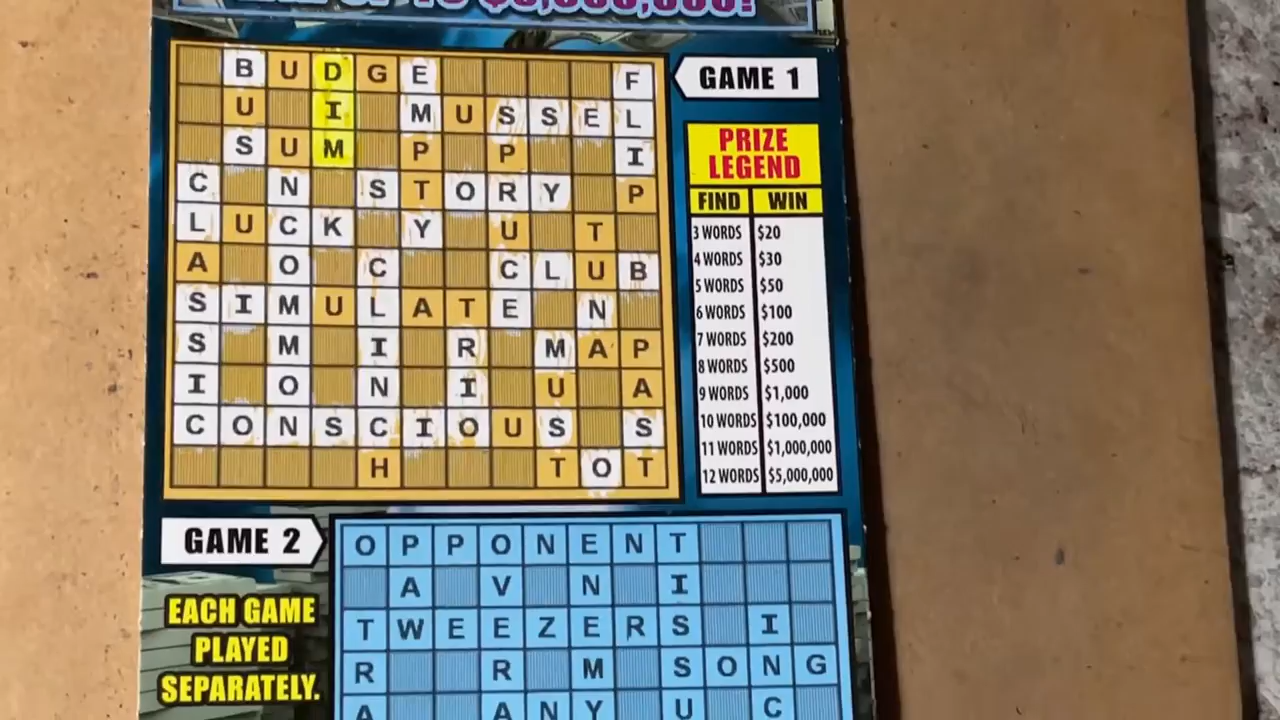 GAME 1
B U D G E F
U I M U S S E L L
S U M P P I
C N S T O R Y P
L U C K Y U T
A O C C L U B
S I M U L A T E N
S M I R M A P
I O N I U A
C O N S C I O U S S
H T O T
PRIZE
LEGEND
FIND WIN
3 WORDS $20
4 WORDS $30
5 WORDS $50
6 WORDS $100
7 WORDS $200
8 WORDS $500
9 WORDS $1,000
10 WORDS $100,000
11 WORDS $1,000,000
12 WORDS $5,000,000
GAME 2
O P P O N E N T
A V N I
T W E E Z E R S I
R R M S O N G
A A N Y U C
EACH GAME
PLAYED
SEPARATELY.